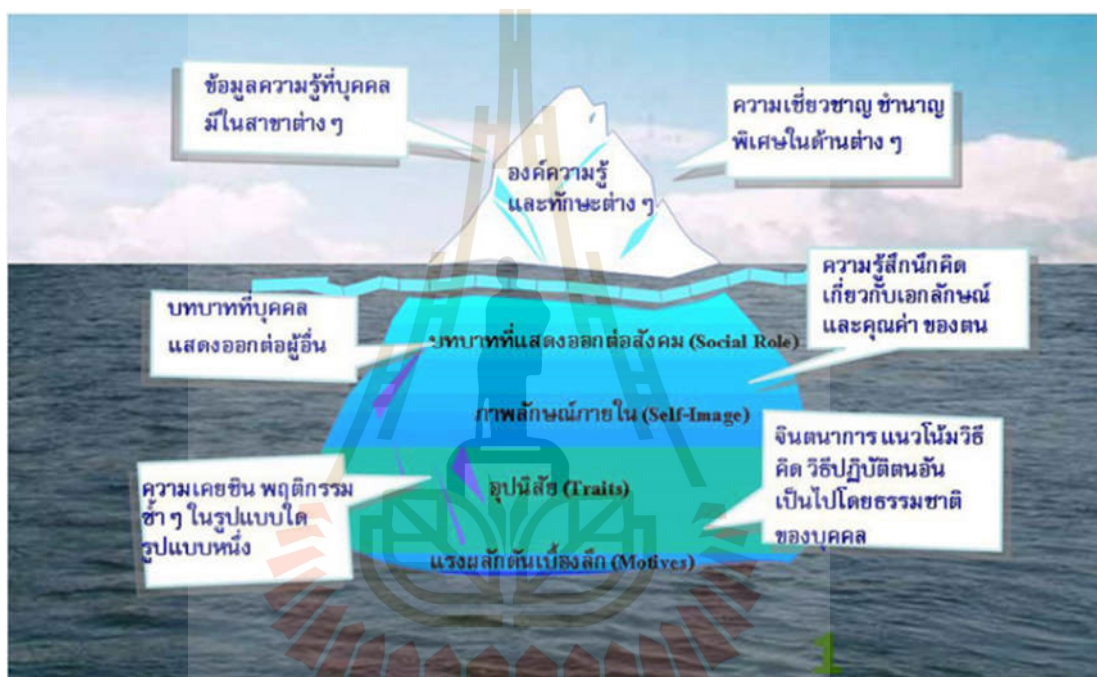 ข้อมูลความรู้ที่บุคคล
มีในสาขาต่าง ๆ
ความเชี่ยวชาญ ชำนาญ
พิเศษในด้านต่าง ๆ
องค์ความรู้
และทักษะต่าง ๆ
บทบาทที่บุคคล
แสดงออกต่อผู้อื่น
ความรู้สึกนึกคิด
เกี่ยวกับเอกลักษณ์
และคุณค่า ของตน
บทบาทที่แสดงออกต่อสังคม (Social Role)
ภาพลักษณ์ภายใน (Self-Image)
ความเคยชิน พฤติกรรม
ซ้ำ ๆ ในรูปแบบใด
รูปแบบหนึ่ง
อุปนิสัย (Traits)
จินตนาการ แนวโน้มวิธี
คิด วิธีปฏิบัติตนอัน
เป็นไปโดยธรรมชาติ
ของบุคคล
แรงผลักดันเบื้องลึก (Motives)
1